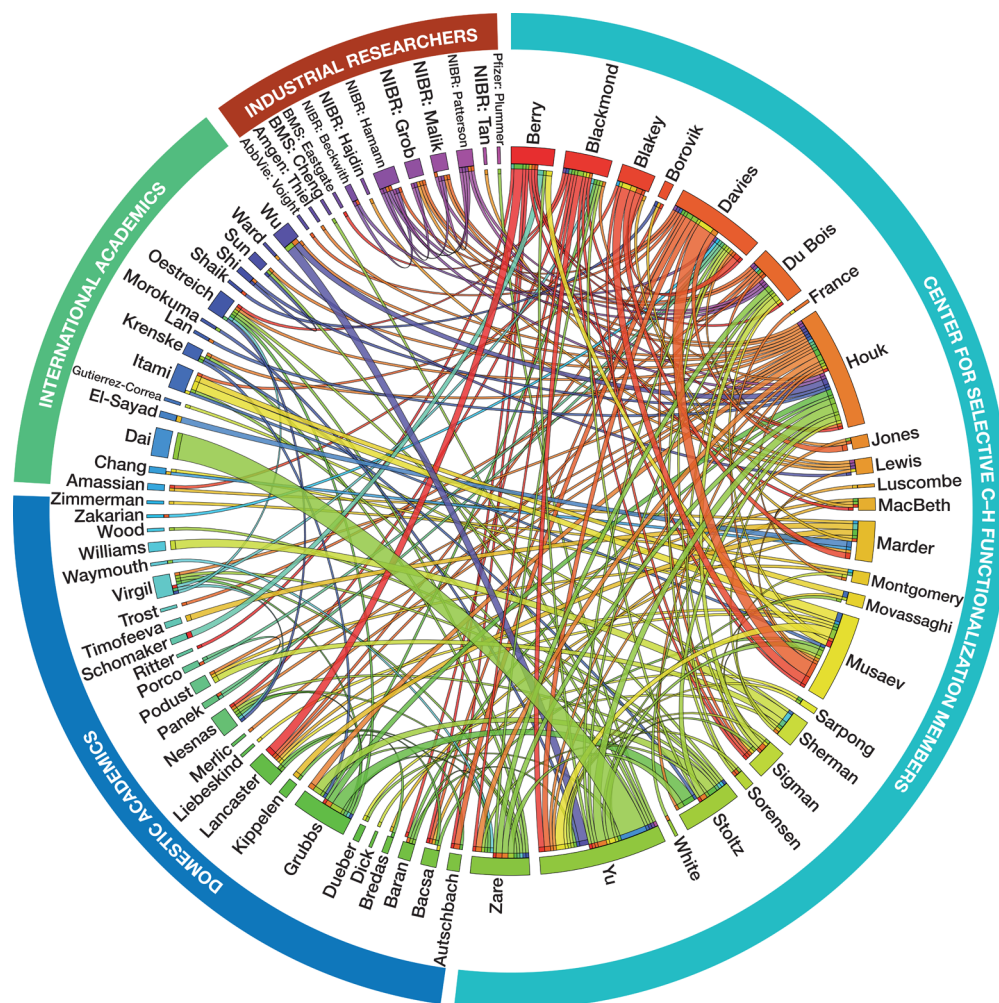 INDUSTRIAL RESEARCHERS
INTERNATIONAL ACADEMICS
DOMESTIC ACADEMICS
CENTER FOR SELECTIVE C–H FUNCTIONALIZATION MEMBERS
Berry
Blackmond
Blakey
Borovik
Davies
Du Bois
France
Houk
Jones
Lewis
Luscombe
MacBeth
Marder
Montgomery
Movassaghi
Musaev
Sarpong
Sherman
Sigman
Sorensen
Stoltz
White
Yu
Zare
Autschbach
Bacsa
Baran
Bredas
Dick
Dueber
Grubbs
Kippelen
Lancaster
Liebeskind
Merlic
Nesnas
Panek
Podust
Porco
Ritter
Schomaker
Timofeeva
Trost
Virgil
Waymouth
Williams
Wood
Zakarian
Zimmerman
Amassian
Chang
Dai
El-Sayad
Gutierrez-Correa
Itami
Krenske
Lan
Morokuma
Oestreich
Shaik
Shi
Sun
Ward
Wu
AbbVie: Voight
Amgen: Thiel
BMS: Cheng
BMS: Eastgate
NIBR: Beckwith
NIBR: Hajdin
NIBR: Hamann
NIBR: Grob
NIBR: Malik
NIBR: Patterson
NIBR: Tan
Pfizer: Plummer